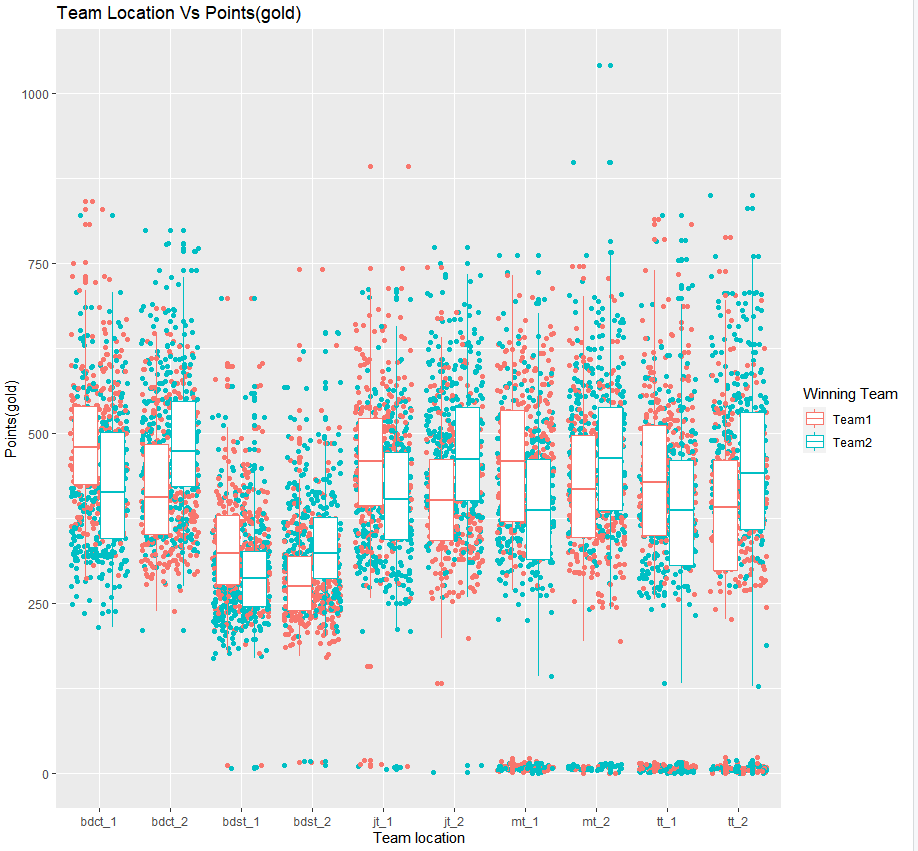 Team Location Vs Points(gold)
1000
750
500
250
0
Points(gold)
bdct_1 bdct_2 bdst_1 bdst_2 jt_1 jt_2 mt_1 mt_2 tt_1 tt_2
Team location
Winning Team
Team1
Team2